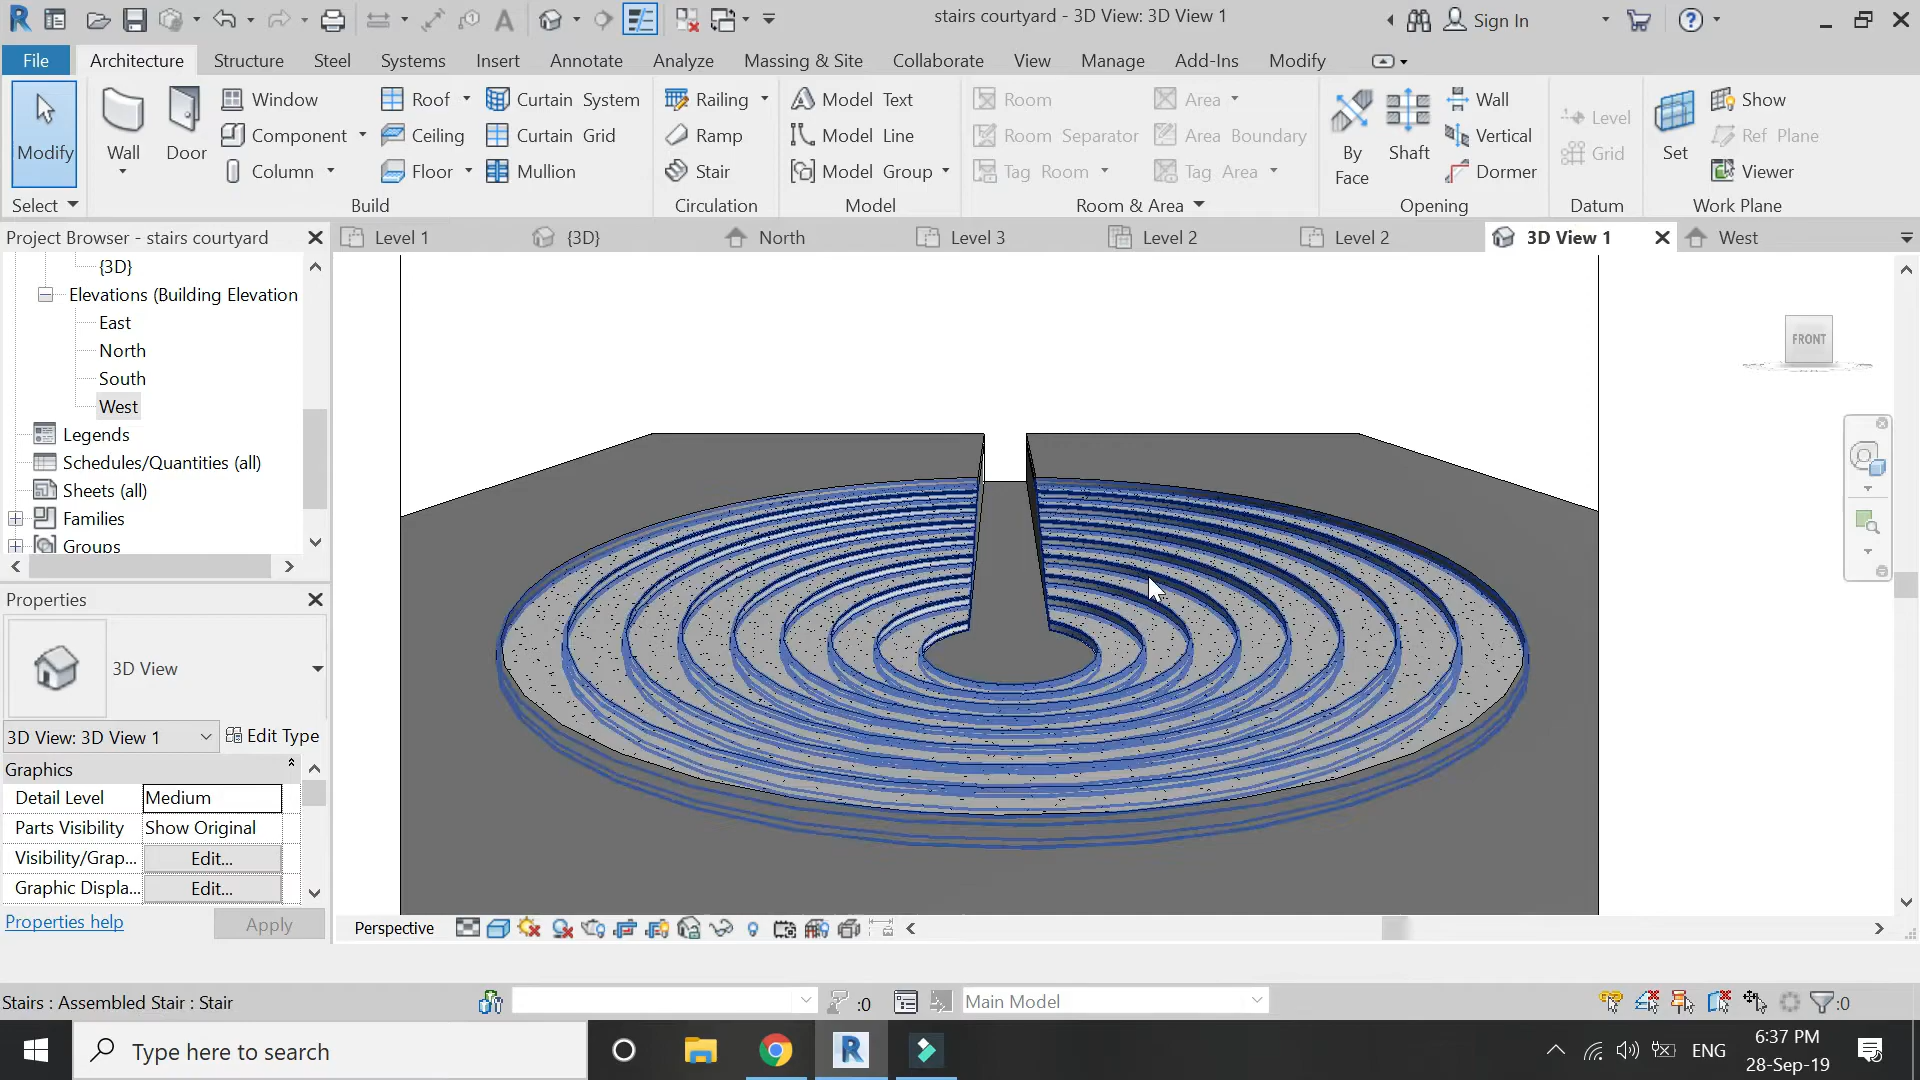 stairs courtyard - 3D View: 3D View 1
Sign In
File
Architecture
Structure
Steel
Systems
Insert
Annotate
Analyze
Massing & Site
Collaborate
View
Manage
Add-Ins
Modify
Modify
Wall
Door
Window
Component
Column
Roof
Ceiling
Floor
Curtain System
Curtain Grid
Mullion
Railing
Ramp
Stair
Model Text
Model Line
Model Group
Room
Room Separator
Tag Room
Area
Area Boundary
Tag Area
By
Face
Shaft
Wall
Vertical
Dormer
Level
Grid
Set
Show
Ref Plane
Viewer
Select
Build
Circulation
Model
Room & Area
Opening
Datum
Work Plane
Project Browser - stairs courtyard
Level 1
{3D}
North
Level 3
Level 2
Level 2
3D View 1
West
{3D}
Elevations (Building Elevation
East
North
South
West
Legends
Schedules/Quantities (all)
Sheets (all)
Families
Groups
FRONT
Properties
3D View
3D View: 3D View 1
Edit Type
Graphics
Detail Level
Medium
Parts Visibility
Show Original
Visibility/Grap...
Edit...
Graphic Displa...
Edit...
Properties help
Apply
Perspective
Stairs : Assembled Stair : Stair
:0
Main Model
:0
Type here to search
ENG
6:37 PM
28-Sep-19